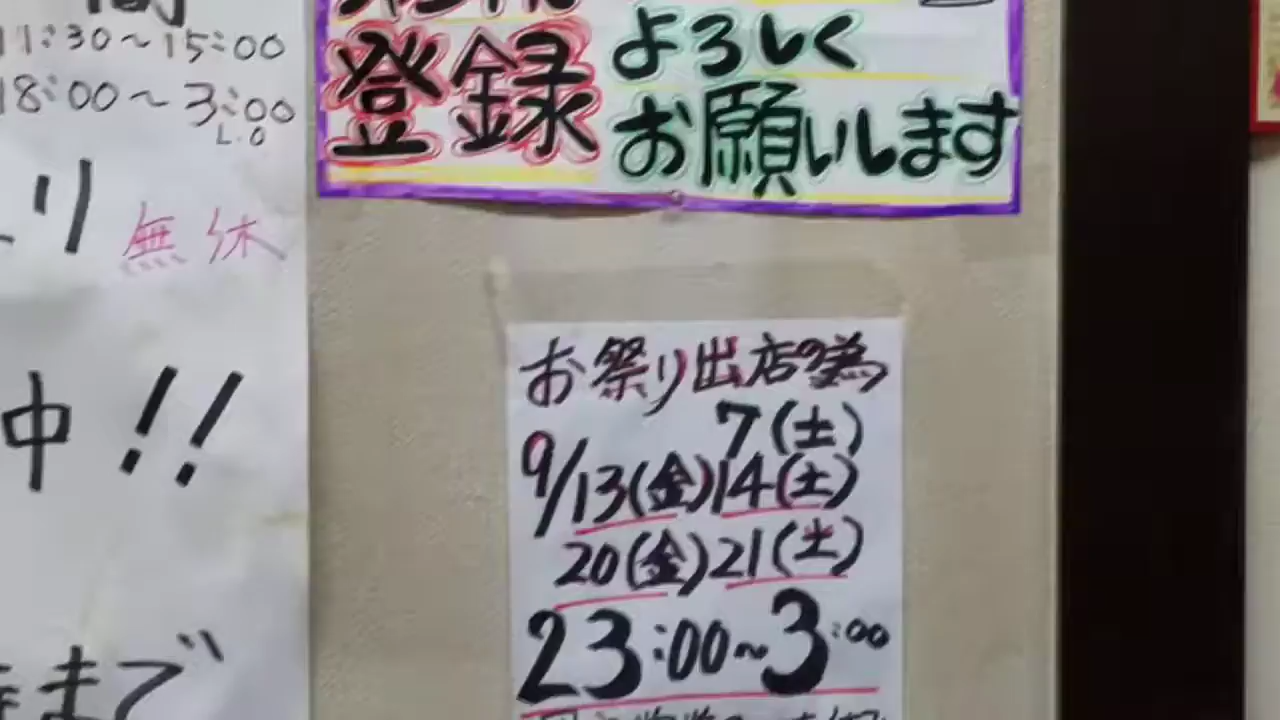 11:30～15:00
18:00～3:00
L.O
無休
中!!
まで
登録
よろしく
お願いします
お祭り出店の為
7(土)
9/13(金)14(土)
20(金)21(土)
23:00～3:00